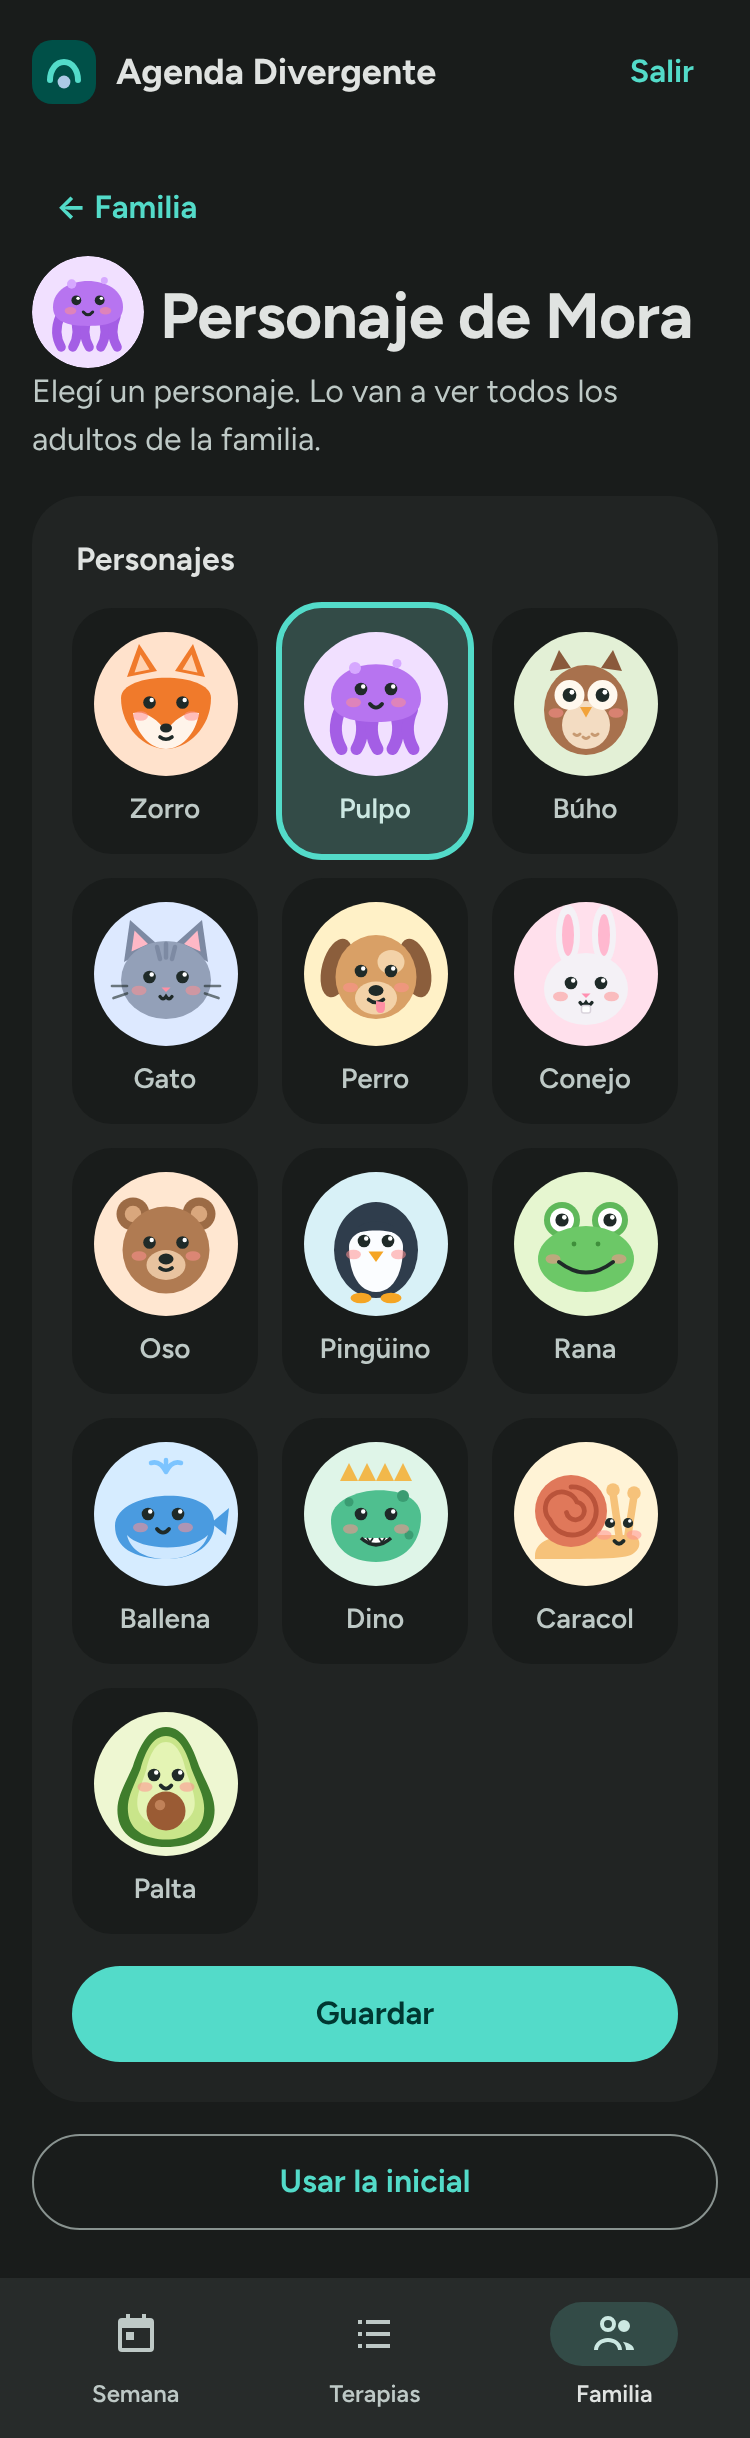 Agenda Divergente
Salir
← Familia
Personaje de Mora
Elegí un personaje. Lo van a ver todos los
adultos de la familia.
Personajes
Zorro
Pulpo
Búho
Gato
Perro
Conejo
Oso
Pingüino
Rana
Ballena
Dino
Caracol
Palta
Guardar
Usar la inicial
Semana
Terapias
Familia